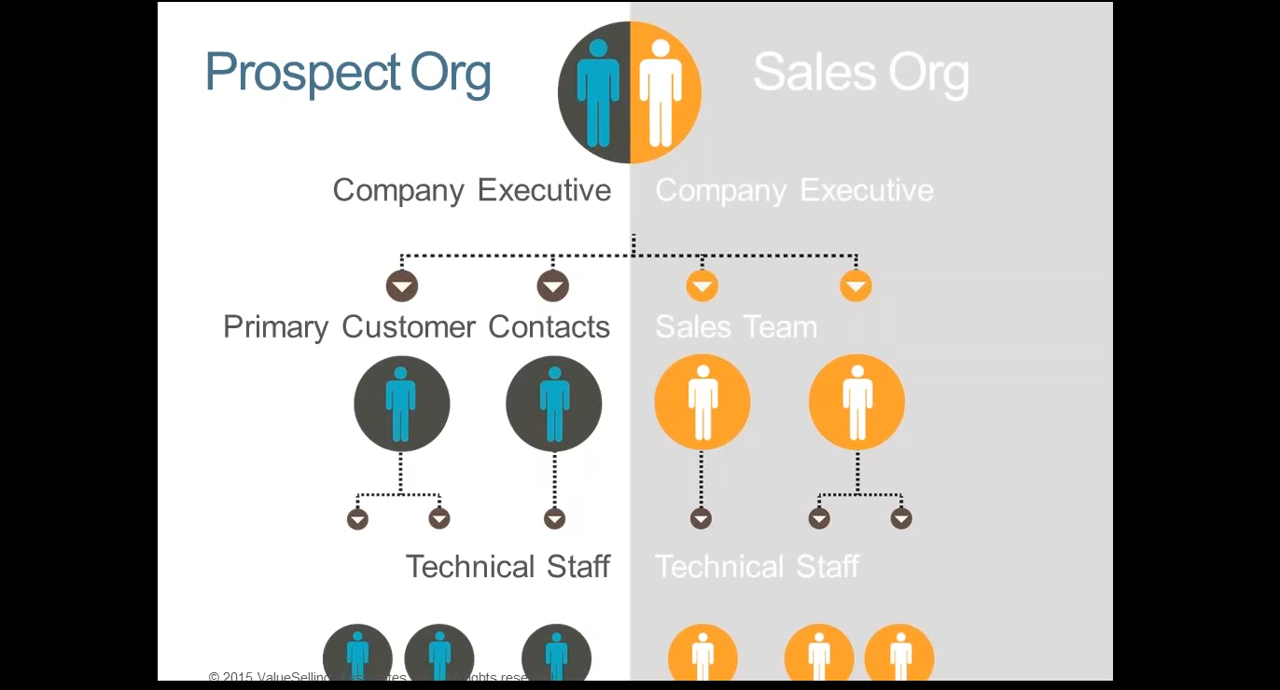 Prospect Org
Sales Org
Company Executive
Company Executive
Primary Customer Contacts
Sales Team
Technical Staff
Technical Staff
© 2015 ValueSelling